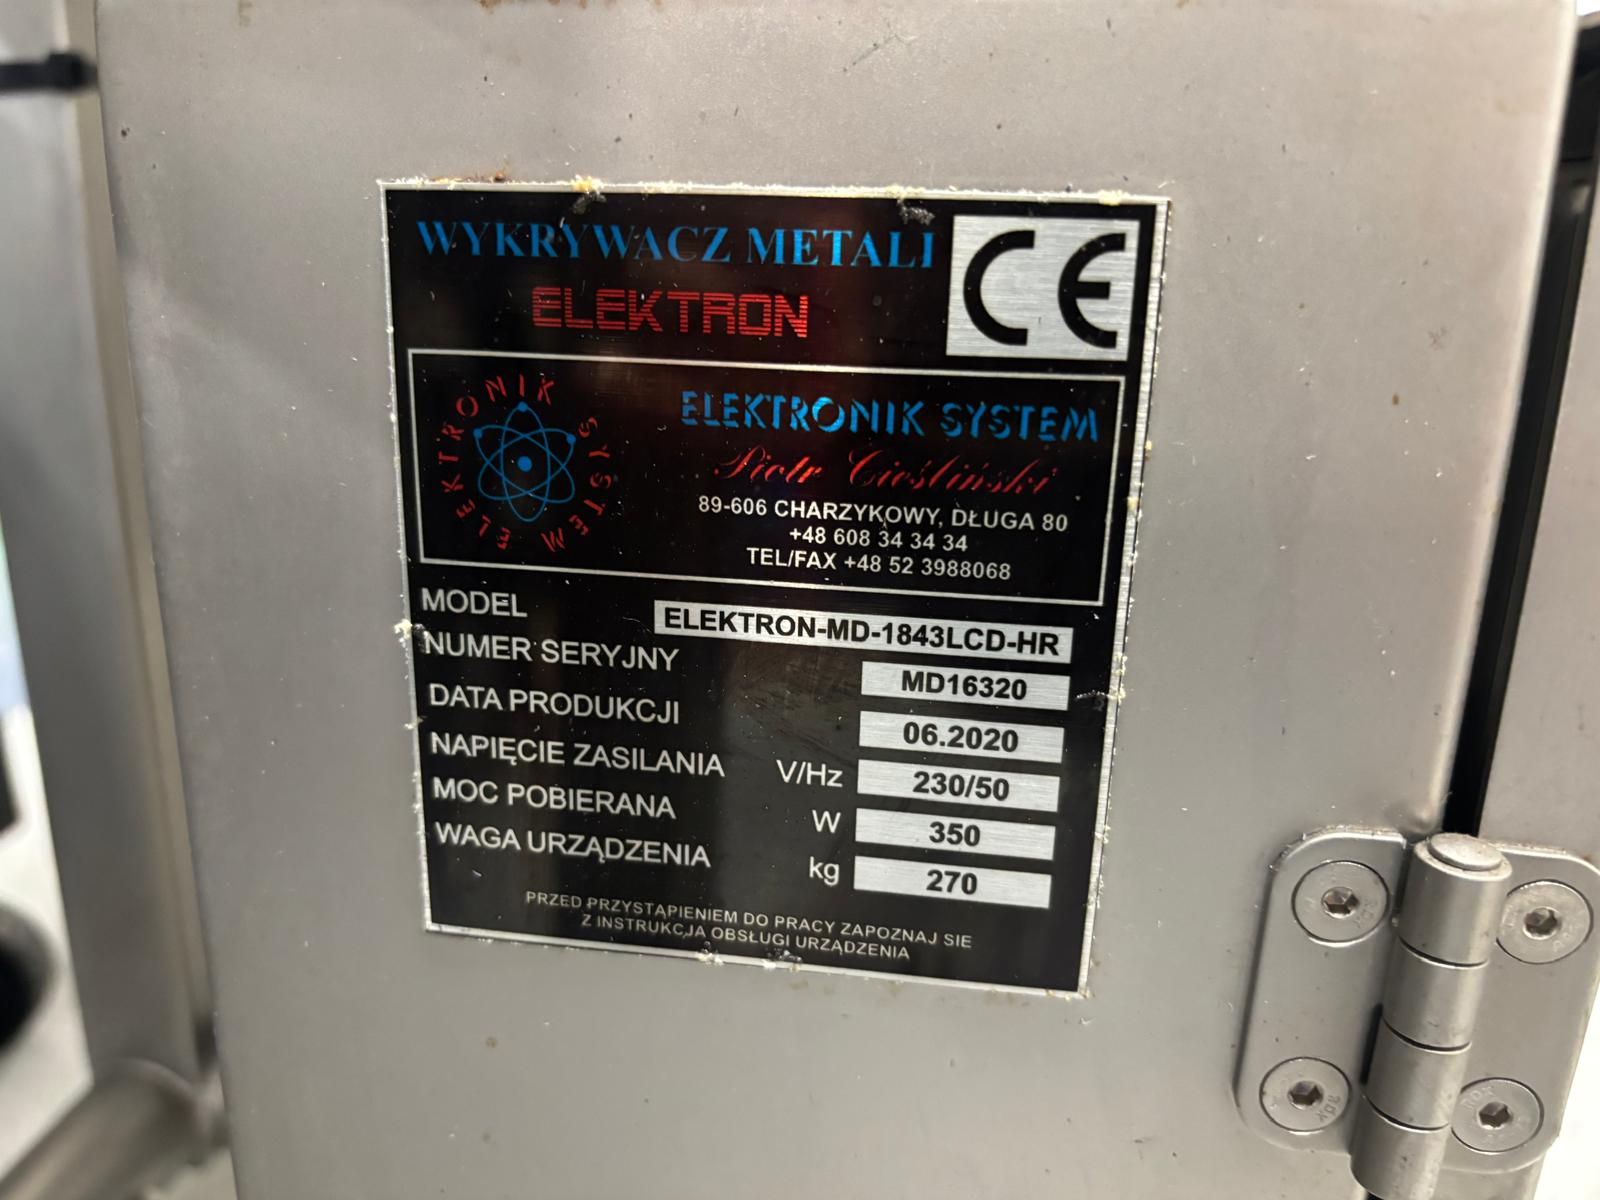 WYKRYWACZ METALI
CE
ELEKTRON
ELEKTRONIK SYSTEM
ELEKTRONIK SYSTEM
Piotr Cieśliński
89-606 CHARZYKOWY, DŁUGA 80
+48 608 34 34 34
TEL/FAX +48 52 3988068
MODEL ELEKTRON-MD-1843LCD-HR
NUMER SERYJNY MD16320
DATA PRODUKCJI 06.2020
NAPIĘCIE ZASILANIA V/Hz 230/50
MOC POBIERANA W 350
WAGA URZĄDZENIA kg 270
PRZED PRZYSTĄPIENIEM DO PRACY ZAPOZNAJ SIE
Z INSTRUKCJA OBSŁUGI URZĄDZENIA